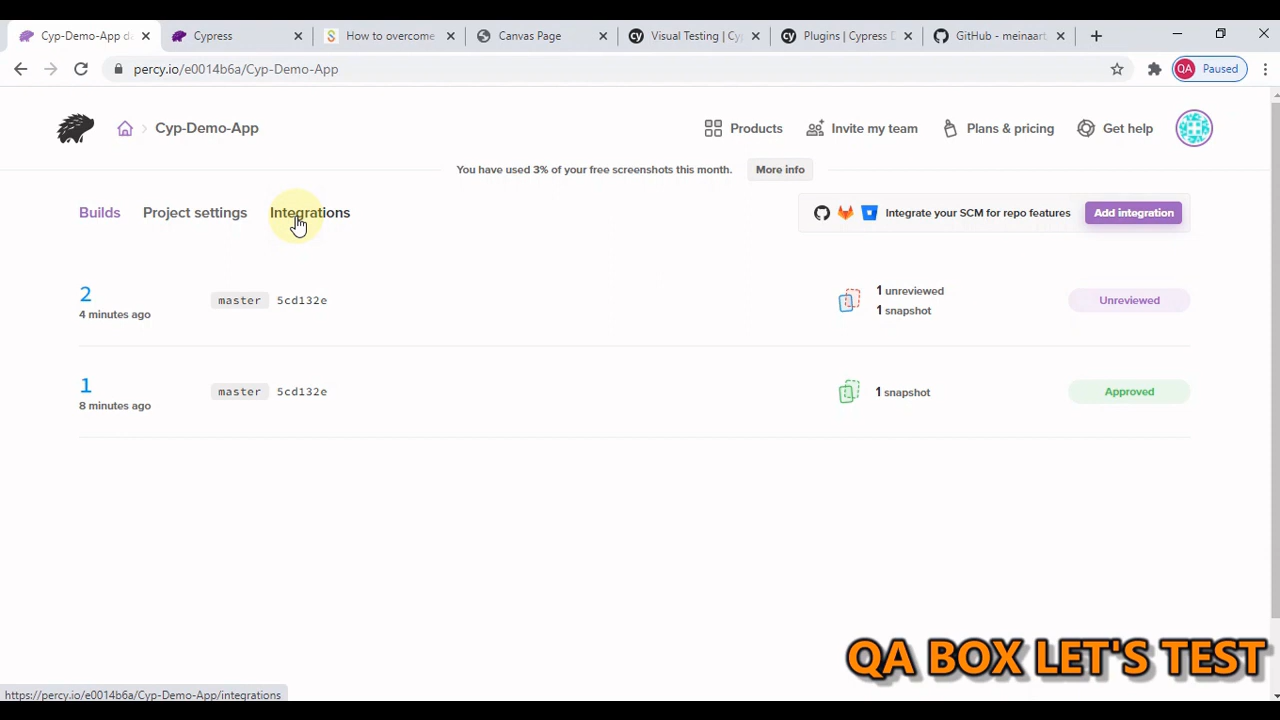 Cyp-Demo-App d
Cypress
How to overcome
Canvas Page
Visual Testing | Cy
Plugins | Cypress D
GitHub - meinaart
percy.io/e0014b6a/Cyp-Demo-App
QA Paused
Cyp-Demo-App
Products
Invite my team
Plans & pricing
Get help
You have used 3% of your free screenshots this month.
More info
Builds
Project settings
Integrations
Integrate your SCM for repo features
Add integration
2
4 minutes ago
master 5cd132e
1 unreviewed
1 snapshot
Unreviewed
1
8 minutes ago
master 5cd132e
1 snapshot
Approved
QA BOX LET'S TEST
https://percy.io/e0014b6a/Cyp-Demo-App/integrations